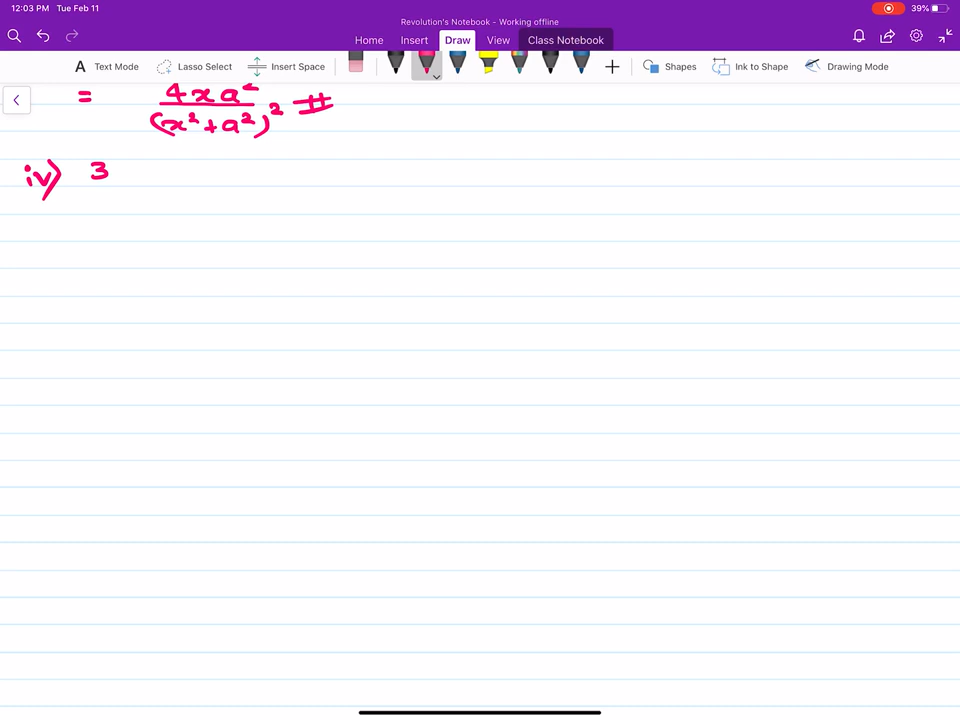 12:03 PM Tue Feb 11 39%
Revolution's Notebook - Working offline
Home Insert Draw View Class Notebook
A Text Mode Lasso Select Insert Space Shapes Ink to Shape Drawing Mode
= 4xa²/(x²+a²)² #
iv) 3